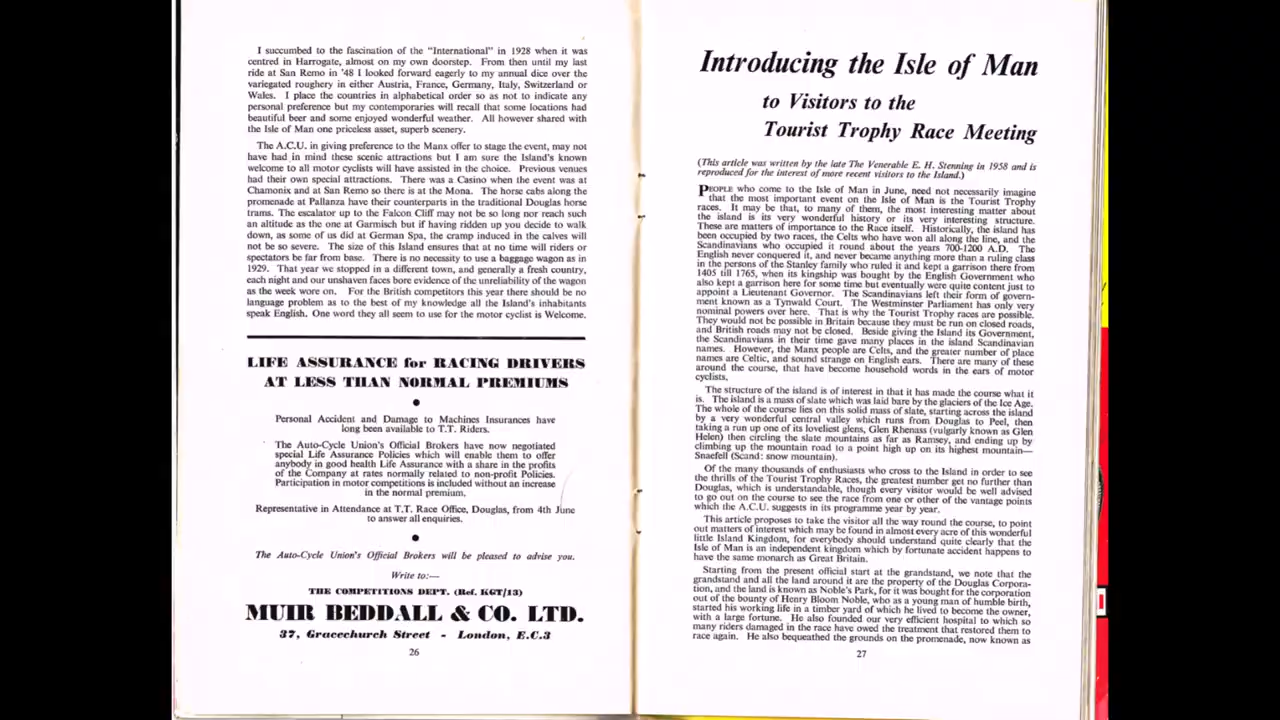 I succumbed to the fascination of the "International" in 1928 when it was
centred in Harrogate, almost on my own doorstep. From then until my last
ride at San Remo in '48 I looked forward eagerly to my annual dice over the
variegated roughery in either Austria, France, Germany, Italy, Switzerland or
Wales. I place the countries in alphabetical order so as not to indicate any
personal preference but my contemporaries will recall that some locations had
beautiful beer and some enjoyed wonderful weather. All however shared with
the Isle of Man one priceless asset, superb scenery.
The A.C.U. in giving preference to the Manx offer to stage the event, may not
have had in mind these scenic attractions but I am sure the Island's known
welcome to all motor cyclists will have assisted in the choice. Previous venues
had their own special attractions. There was a Casino when the event was at
Chamonix and at San Remo so there is at the Mona. The horse cabs along the
promenade at Pallanza have their counterparts in the traditional Douglas horse
trams. The escalator up to the Falcon Cliff may not be so long nor reach such
an altitude as the one at Garmisch but if having ridden up you decide to walk
down, as some of us did at German Spa, the cramp induced in the calves will
not be so severe. The size of this Island ensures that at no time will riders or
spectators be far from base. There is no necessity to use a baggage wagon as in
1929. That year we stopped in a different town, and generally a fresh country,
each night and our unshaven faces bore evidence of the unreliability of the wagon
as the week wore on. For the British competitors this year there should be no
language problem as to the best of my knowledge all the Island's inhabitants
speak English. One word they all seem to use for the motor cyclist is Welcome.
LIFE ASSURANCE for RACING DRIVERS
AT LESS THAN NORMAL PREMIUMS
Personal Accident and Damage to Machines Insurances have
long been available to T.T. Riders.
The Auto-Cycle Union's Official Brokers have now negotiated
special Life Assurance Policies which will enable them to offer
anybody in good health Life Assurance with a share in the profits
of the Company at rates normally related to non-profit Policies.
Participation in motor competitions is included without an increase
in the normal premium.
Representative in Attendance at T.T. Race Office, Douglas, from 4th June
to answer all enquiries.
The Auto-Cycle Union's Official Brokers will be pleased to advise you.
Write to:—
THE COMPETITIONS DEPT. (Ref. KGT/13)
MUIR BEDDALL & CO. LTD.
37, Gracechurch Street - London, E.C.3
26
Introducing the Isle of Man
to Visitors to the
Tourist Trophy Race Meeting
(This article was written by the late The Venerable E. H. Stenning in 1958 and is
reproduced for the interest of more recent visitors to the Island.)
PEOPLE who come to the Isle of Man in June, need not necessarily imagine
that the most important event on the Isle of Man is the Tourist Trophy
races. It may be that, to many of them, the most interesting matter about
the island is its very wonderful history or its very interesting structure.
These are matters of importance to the Race itself. Historically, the island has
been occupied by two races, the Celts who have won all along the line, and the
Scandinavians who occupied it round about the years 700-1200 A.D. The
English never conquered it, and never became anything more than a ruling class
in the persons of the Stanley family who ruled it and kept a garrison there from
1405 till 1765, when its kingship was bought by the English Government who
also kept a garrison here for some time but eventually were quite content just to
appoint a Lieutenant Governor. The Scandinavians left their form of govern-
ment known as a Tynwald Court. The Westminster Parliament has only very
nominal powers over here. That is why the Tourist Trophy races are possible.
They would not be possible in Britain because they must be run on closed roads,
and British roads may not be closed. Beside giving the Island its Government,
the Scandinavians in their time gave many places in the island Scandinavian
names. However, the Manx people are Celts, and the greater number of place
names are Celtic, and sound strange on English ears. There are many of these
around the course, that have become household words in the ears of motor
cyclists.
The structure of the island is of interest in that it has made the course what it
is. The island is a mass of slate which was laid bare by the glaciers of the Ice Age.
The whole of the course lies on this solid mass of slate, starting across the island
by a very wonderful central valley which runs from Douglas to Peel, then
taking a run up one of its loveliest glens, Glen Rhenass (vulgarly known as Glen
Helen) then circling the slate mountains as far as Ramsey, and ending up by
climbing up the mountain road to a point high up on its highest mountain—
Snaefell (Scand: snow mountain).
Of the many thousands of enthusiasts who cross to the Island in order to see
the thrills of the Tourist Trophy Races, the greatest number get no further than
Douglas, which is understandable, though every visitor would be well advised
to go out on the course to see the race from one or other of the vantage points
which the A.C.U. suggests in its programme year by year.
This article proposes to take the visitor all the way round the course, to point
out matters of interest which may be found in almost every acre of this wonderful
little Island Kingdom, for everybody should understand quite clearly that the
Isle of Man is an independent kingdom which by fortunate accident happens to
have the same monarch as Great Britain.
Starting from the present official start at the grandstand, we note that the
grandstand and all the land around it are the property of the Douglas Corpora-
tion, and the land is known as Noble's Park, for it was bought for the corporation
out of the bounty of Henry Bloom Noble, who as a young man of humble birth,
started his working life in a timber yard of which he lived to become the owner,
with a large fortune. He also founded our very efficient hospital to which so
many riders damaged in the race have owed the treatment that restored them to
race again. He also bequeathed the grounds on the promenade, now known as
27